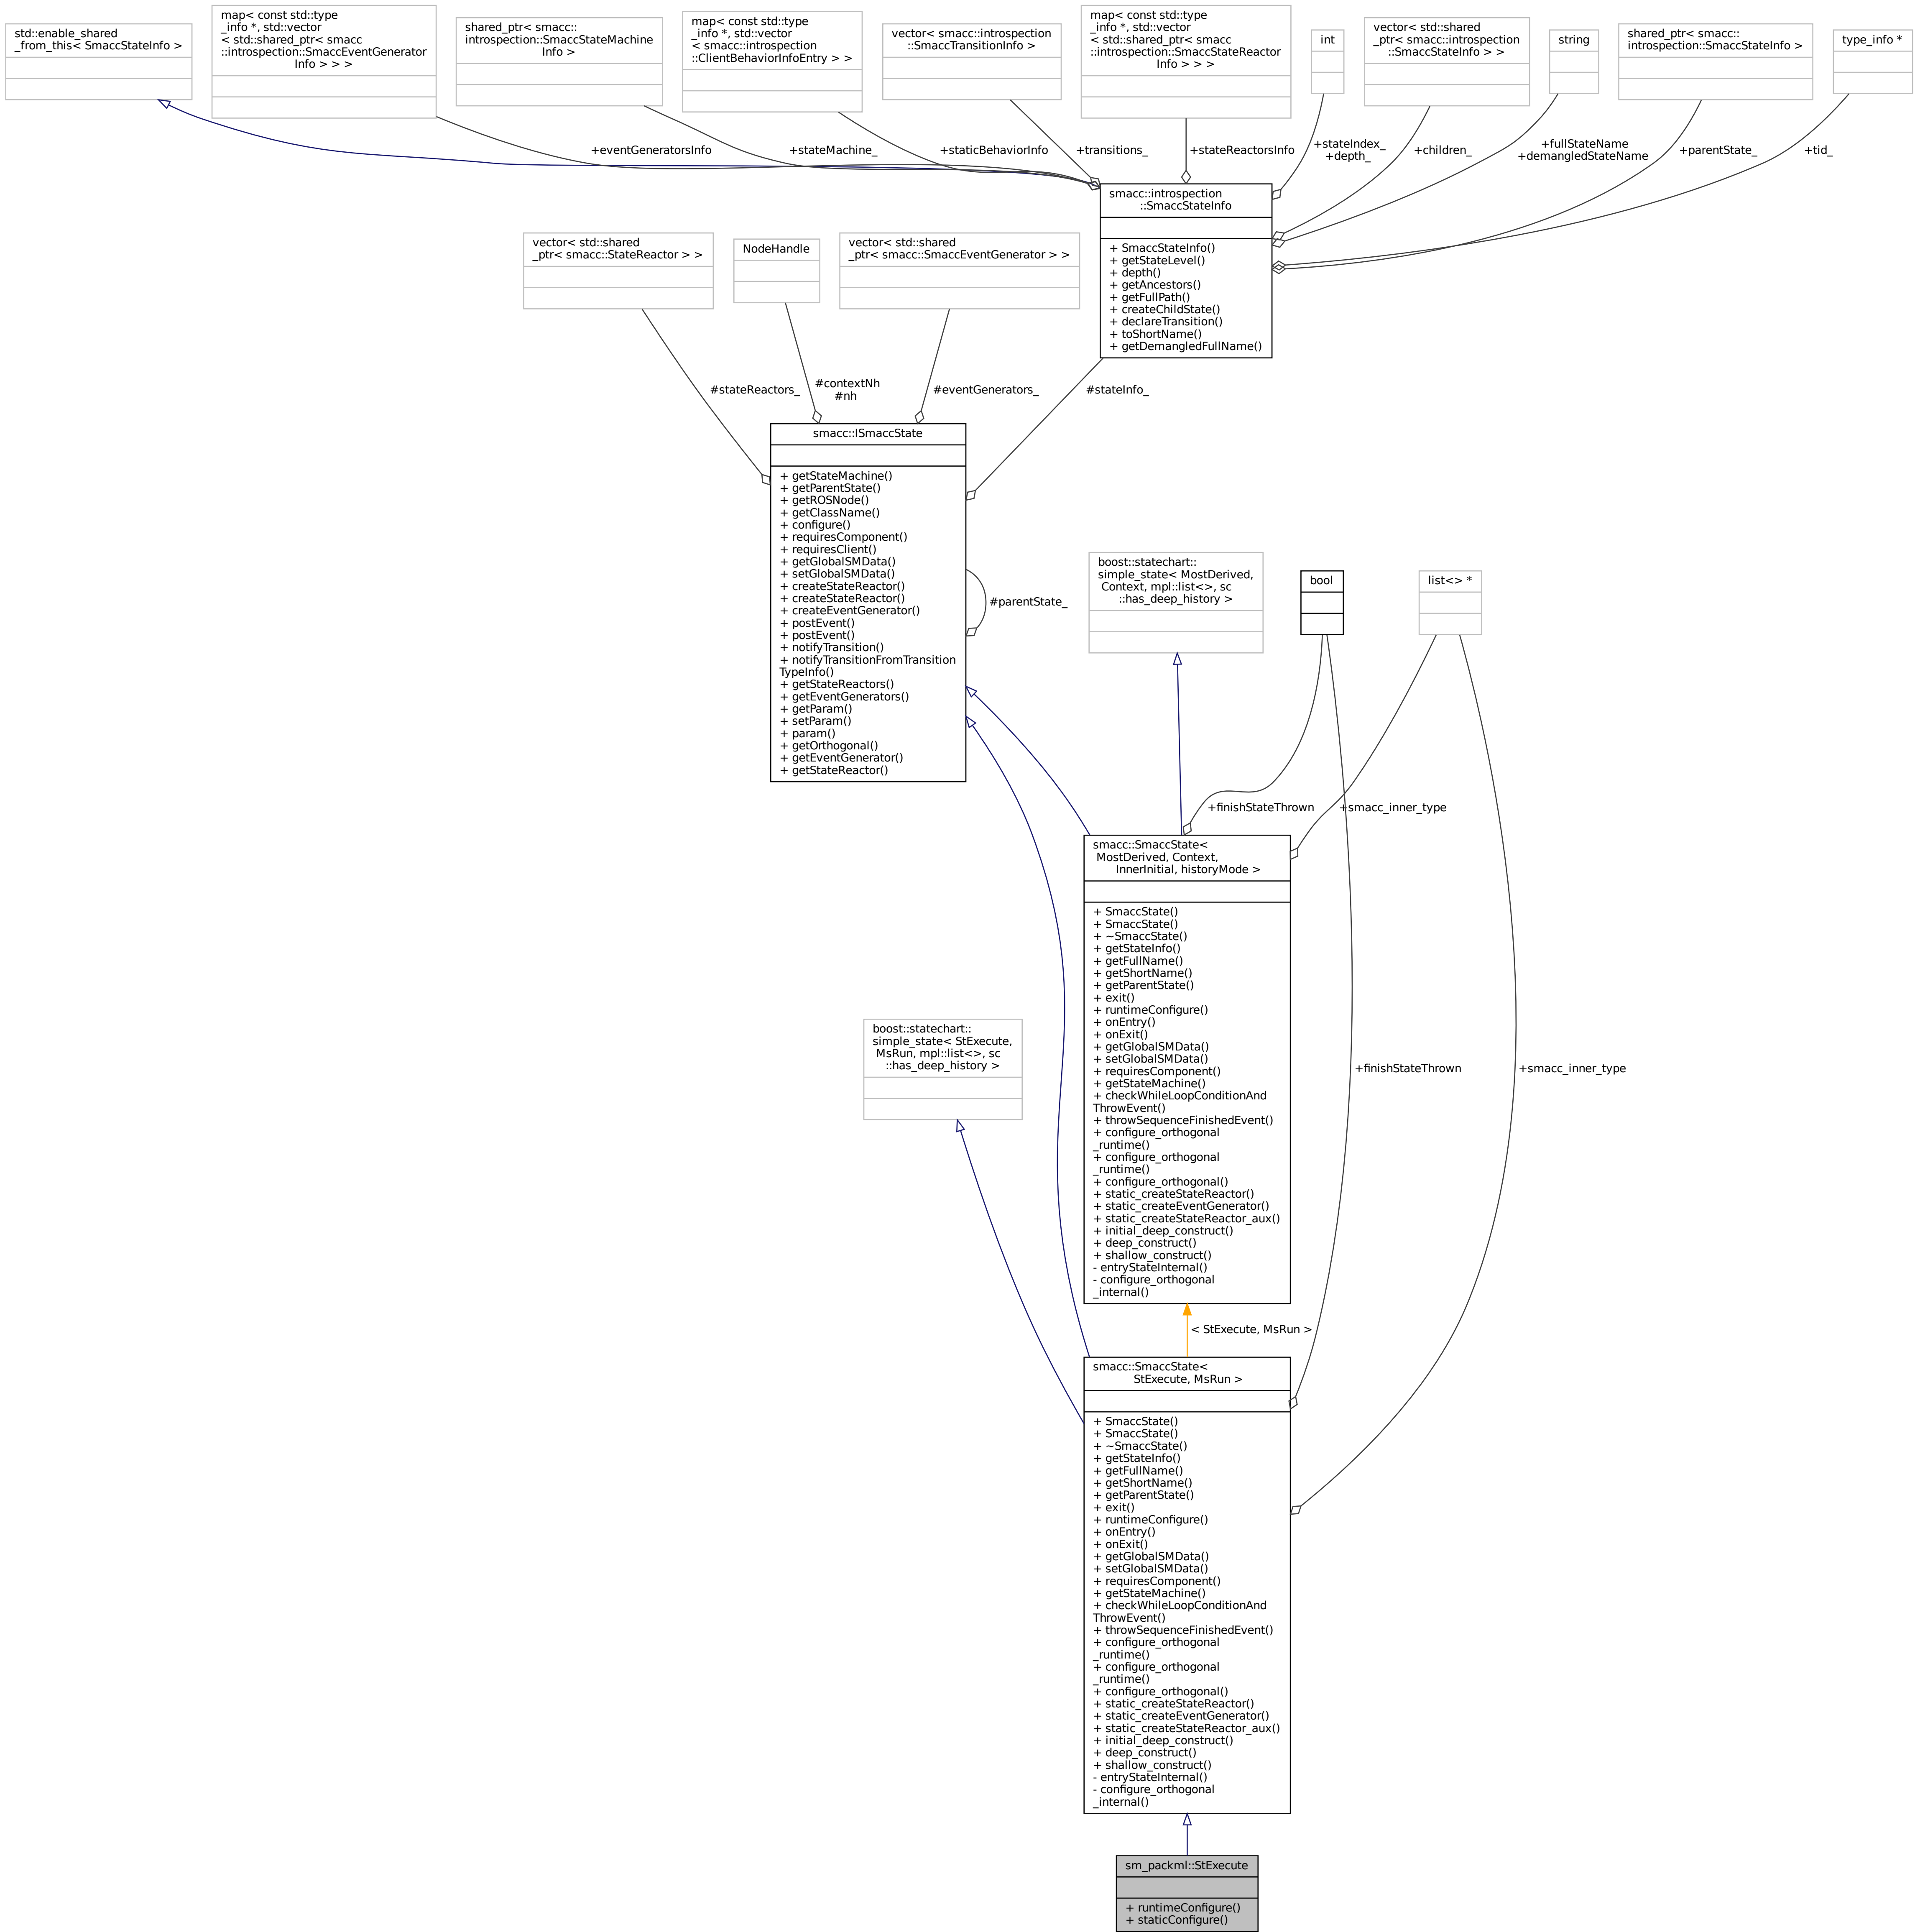 std::enable_shared
_from_this< SmaccStateInfo >
map< const std::type
_info *, std::vector
< std::shared_ptr< smacc
::introspection::SmaccEventGenerator
Info > > >
shared_ptr< smacc::
introspection::SmaccStateMachine
Info >
map< const std::type
_info *, std::vector
< smacc::introspection
::ClientBehaviorInfoEntry > >
vector< smacc::introspection
::SmaccTransitionInfo >
map< const std::type
_info *, std::vector
< std::shared_ptr< smacc
::introspection::SmaccStateReactor
Info > > >
int
vector< std::shared
_ptr< smacc::introspection
::SmaccStateInfo > >
string
shared_ptr< smacc::
introspection::SmaccStateInfo >
type_info *
+eventGeneratorsInfo
+stateMachine_
+staticBehaviorInfo
+transitions_
+stateReactorsInfo
+stateIndex_
+depth_
+children_
+fullStateName
+demangledStateName
+parentState_
+tid_
smacc::introspection
::SmaccStateInfo
+ SmaccStateInfo()
+ getStateLevel()
+ depth()
+ getAncestors()
+ getFullPath()
+ createChildState()
+ declareTransition()
+ toShortName()
+ getDemangledFullName()
vector< std::shared
_ptr< smacc::StateReactor > >
NodeHandle
vector< std::shared
_ptr< smacc::SmaccEventGenerator > >
#stateReactors_
#contextNh
#nh
#eventGenerators_
#stateInfo_
smacc::ISmaccState
+ getStateMachine()
+ getParentState()
+ getROSNode()
+ getClassName()
+ configure()
+ requiresComponent()
+ requiresClient()
+ getGlobalSMData()
+ setGlobalSMData()
+ createStateReactor()
+ createStateReactor()
+ createEventGenerator()
+ postEvent()
+ postEvent()
+ notifyTransition()
+ notifyTransitionFromTransition
TypeInfo()
+ getStateReactors()
+ getEventGenerators()
+ getParam()
+ setParam()
+ param()
+ getOrthogonal()
+ getEventGenerator()
+ getStateReactor()
#parentState_
boost::statechart::
simple_state< MostDerived,
Context, mpl::list<>, sc
::has_deep_history >
bool
list<> *
+finishStateThrown
+smacc_inner_type
smacc::SmaccState<
MostDerived, Context,
InnerInitial, historyMode >
+ SmaccState()
+ SmaccState()
+ ~SmaccState()
+ getStateInfo()
+ getFullName()
+ getShortName()
+ getParentState()
+ exit()
+ runtimeConfigure()
+ onEntry()
+ onExit()
+ getGlobalSMData()
+ setGlobalSMData()
+ requiresComponent()
+ getStateMachine()
+ checkWhileLoopConditionAnd
ThrowEvent()
+ throwSequenceFinishedEvent()
+ configure_orthogonal
_runtime()
+ configure_orthogonal
_runtime()
+ configure_orthogonal()
+ static_createStateReactor()
+ static_createEventGenerator()
+ static_createStateReactor_aux()
+ initial_deep_construct()
+ deep_construct()
+ shallow_construct()
- entryStateInternal()
- configure_orthogonal
_internal()
boost::statechart::
simple_state< StExecute,
MsRun, mpl::list<>, sc
::has_deep_history >
+finishStateThrown
+smacc_inner_type
< StExecute, MsRun >
smacc::SmaccState<
StExecute, MsRun >
+ SmaccState()
+ SmaccState()
+ ~SmaccState()
+ getStateInfo()
+ getFullName()
+ getShortName()
+ getParentState()
+ exit()
+ runtimeConfigure()
+ onEntry()
+ onExit()
+ getGlobalSMData()
+ setGlobalSMData()
+ requiresComponent()
+ getStateMachine()
+ checkWhileLoopConditionAnd
ThrowEvent()
+ throwSequenceFinishedEvent()
+ configure_orthogonal
_runtime()
+ configure_orthogonal
_runtime()
+ configure_orthogonal()
+ static_createStateReactor()
+ static_createEventGenerator()
+ static_createStateReactor_aux()
+ initial_deep_construct()
+ deep_construct()
+ shallow_construct()
- entryStateInternal()
- configure_orthogonal
_internal()
sm_packml::StExecute
+ runtimeConfigure()
+ staticConfigure()